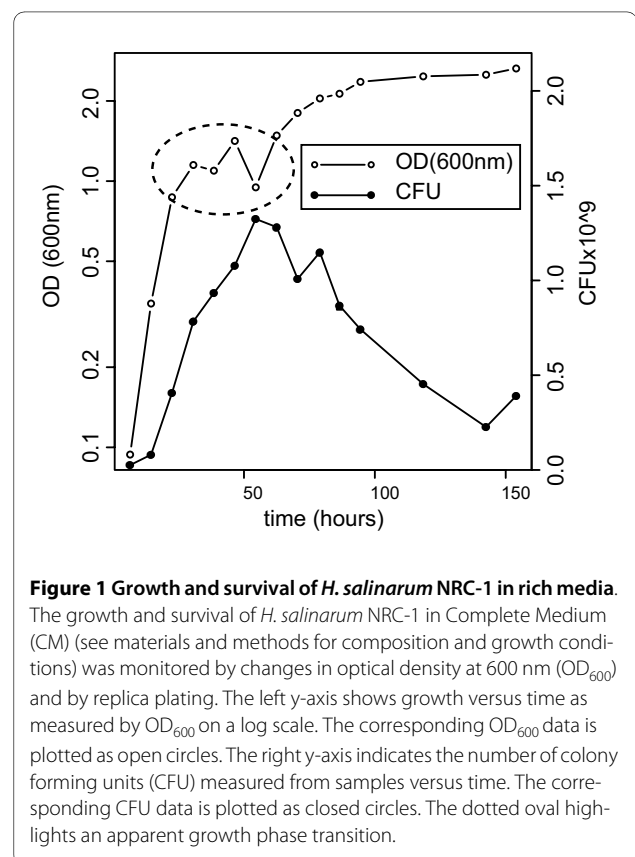 2.0
1.0
0.5
0.2
0.1
OD (600nm)
2.0
1.5
1.0
0.5
0.0
CFUx10^9
OD(600nm)
CFU
50
100
150
time (hours)
Figure 1 Growth and survival of H. salinarum NRC-1 in rich media.
The growth and survival of H. salinarum NRC-1 in Complete Medium
(CM) (see materials and methods for composition and growth condi-
tions) was monitored by changes in optical density at 600 nm (OD600)
and by replica plating. The left y-axis shows growth versus time as
measured by OD600 on a log scale. The corresponding OD600 data is
plotted as open circles. The right y-axis indicates the number of colony
forming units (CFU) measured from samples versus time. The corre-
sponding CFU data is plotted as closed circles. The dotted oval high-
lights an apparent growth phase transition.